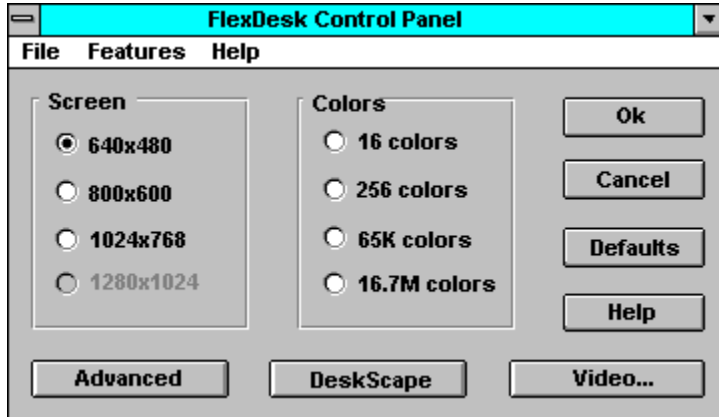 FlexDesk Control Panel
File Features Help
Screen
640x480
800x600
1024x768
1280x1024
Colors
16 colors
256 colors
65K colors
16.7M colors
Ok
Cancel
Defaults
Help
Advanced
DeskScape
Video...